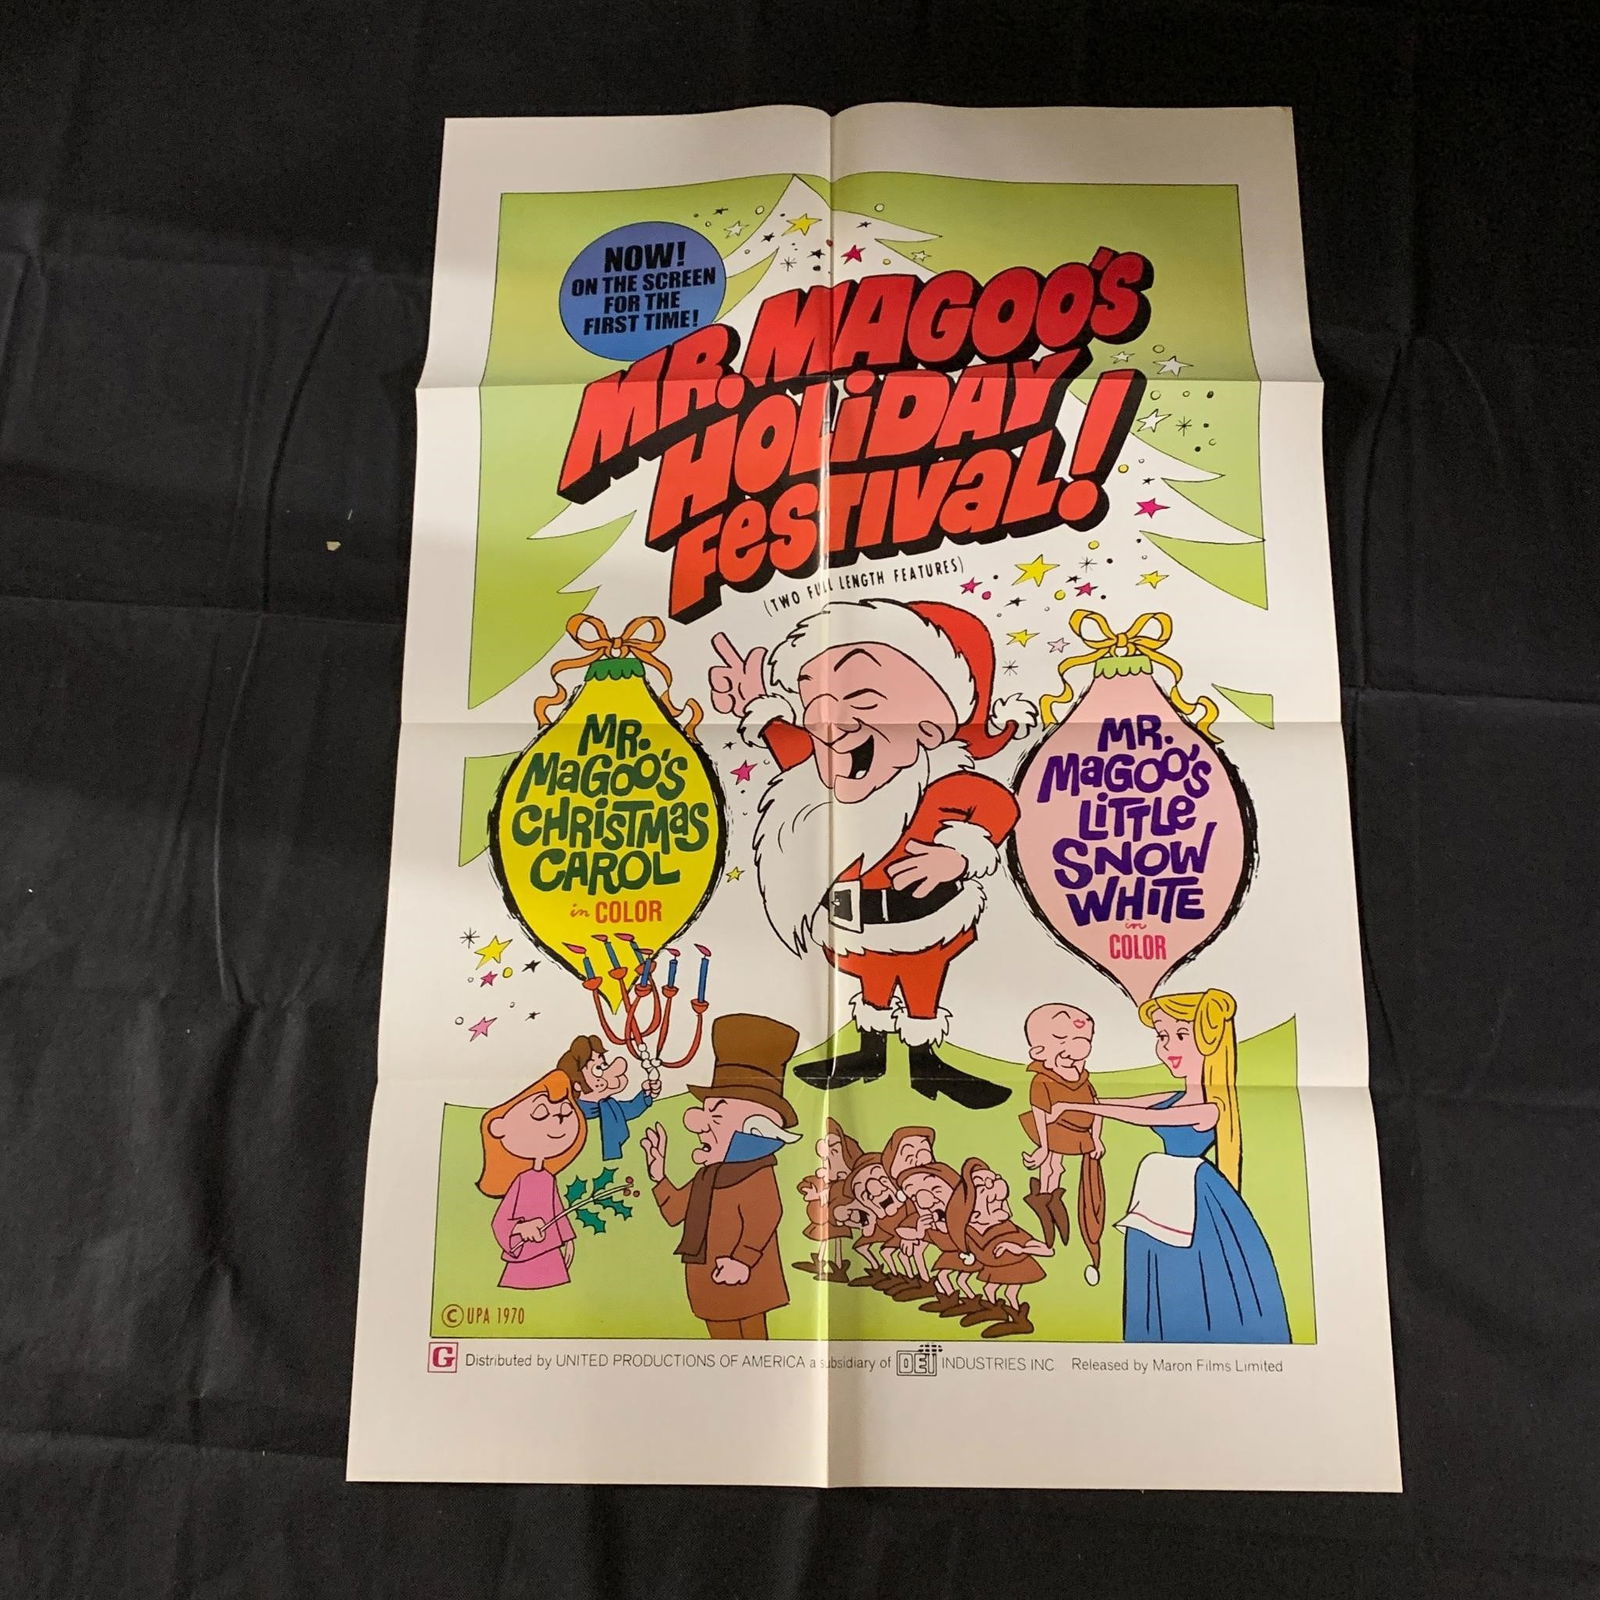 NOW!
ON THE SCREEN
FOR THE
FIRST TIME!
MR. MAGOO'S
HOLiDAY
FeSTiVaL!
(TWO FULL LENGTH FEATURES)
MR.
MaGOO'S
CHRiSTMaS
CAROL
in COLOR
MR.
MaGOO'S
LiTTLe
SNOW
WHiTE
in
COLOR
© UPA 1970
G Distributed by UNITED PRODUCTIONS OF AMERICA a subsidiary of DEI INDUSTRIES INC Released by Maron Films Limited